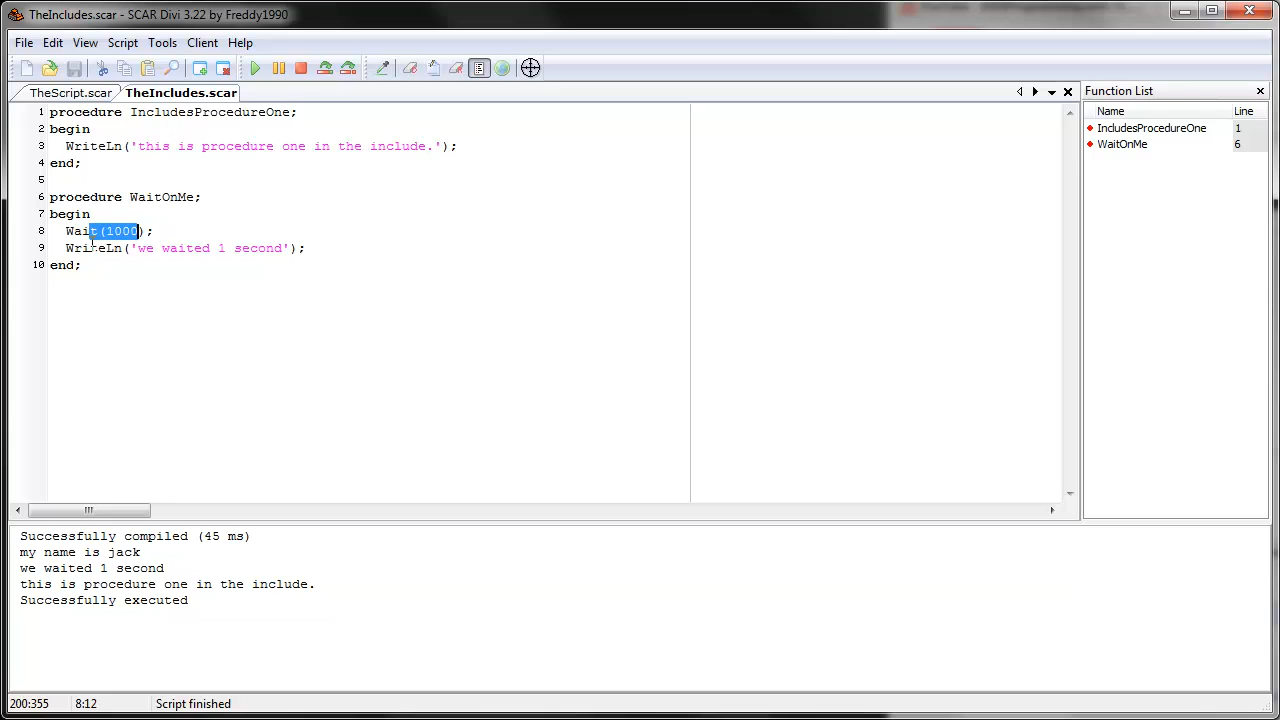 TheIncludes.scar - SCAR Divi 3.22 by Freddy1990
File Edit View Script Tools Client Help
TheScript.scar TheIncludes.scar
Function List
Name Line
IncludesProcedureOne 1
WaitOnMe 6
1 procedure IncludesProcedureOne;
2 begin
3 WriteLn('this is procedure one in the include.');
4 end;
5
6 procedure WaitOnMe;
7 begin
8 Wait(1000);
9 WriteLn('we waited 1 second');
10 end;
Successfully compiled (45 ms)
my name is jack
we waited 1 second
this is procedure one in the include.
Successfully executed
200:355 8:12 Script finished